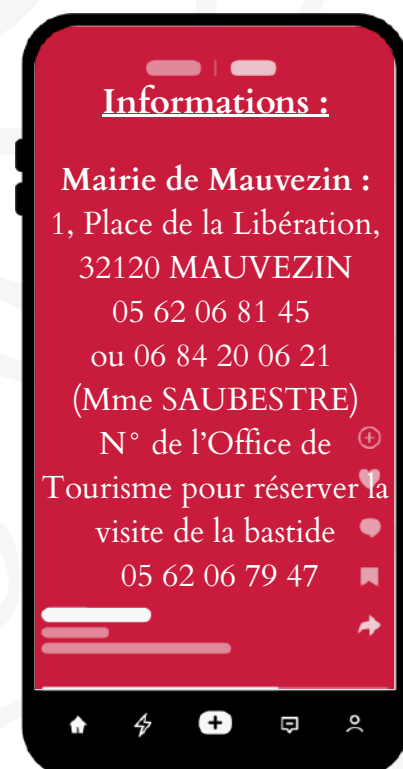 Informations :
Mairie de Mauvezin :
1, Place de la Libération,
32120 MAUVEZIN
05 62 06 81 45
ou 06 84 20 06 21
(Mme SAUBESTRE)
N° de l’Office de
Tourisme pour réserver la
visite de la bastide
05 62 06 79 47